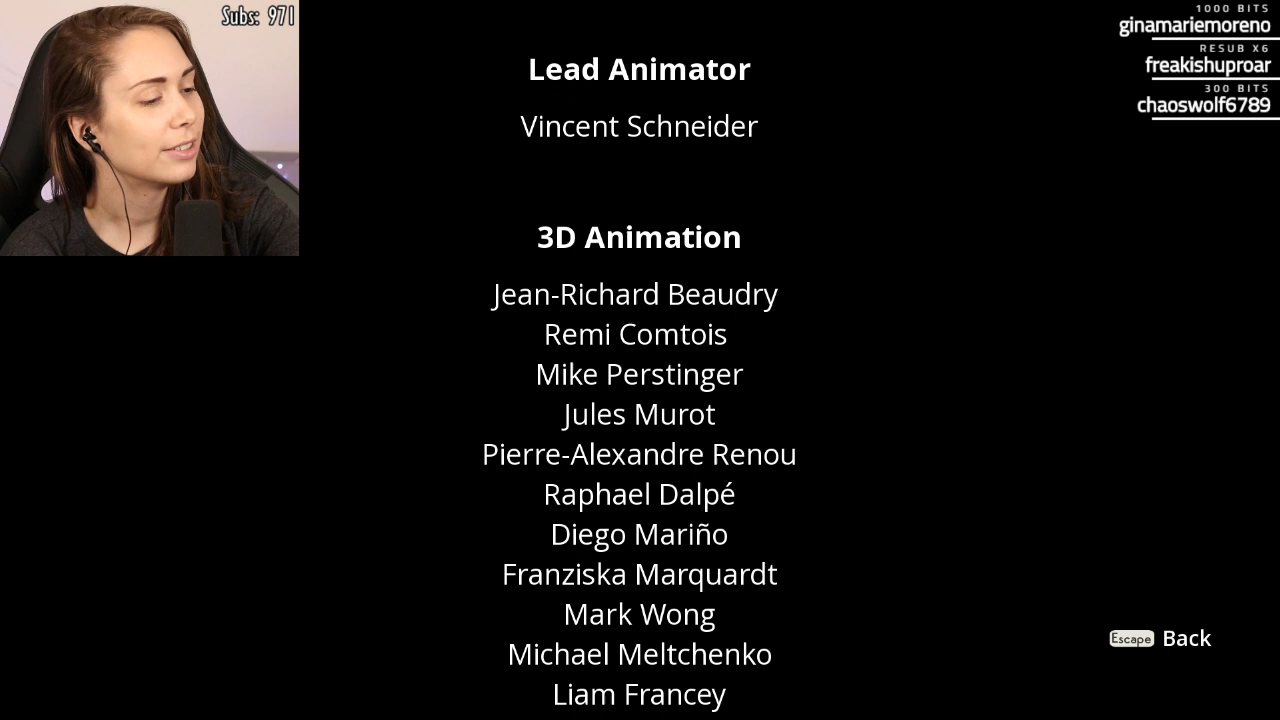 Subs: 971
Lead Animator
Vincent Schneider
3D Animation
Jean-Richard Beaudry
Remi Comtois
Mike Perstinger
Jules Murot
Pierre-Alexandre Renou
Raphael Dalpé
Diego Mariño
Franziska Marquardt
Mark Wong
Michael Meltchenko
Liam Francey
1000 BITS
ginamariemoreno
RESUB X6
freakishuproar
300 BITS
chaoswolf6789
Escape Back